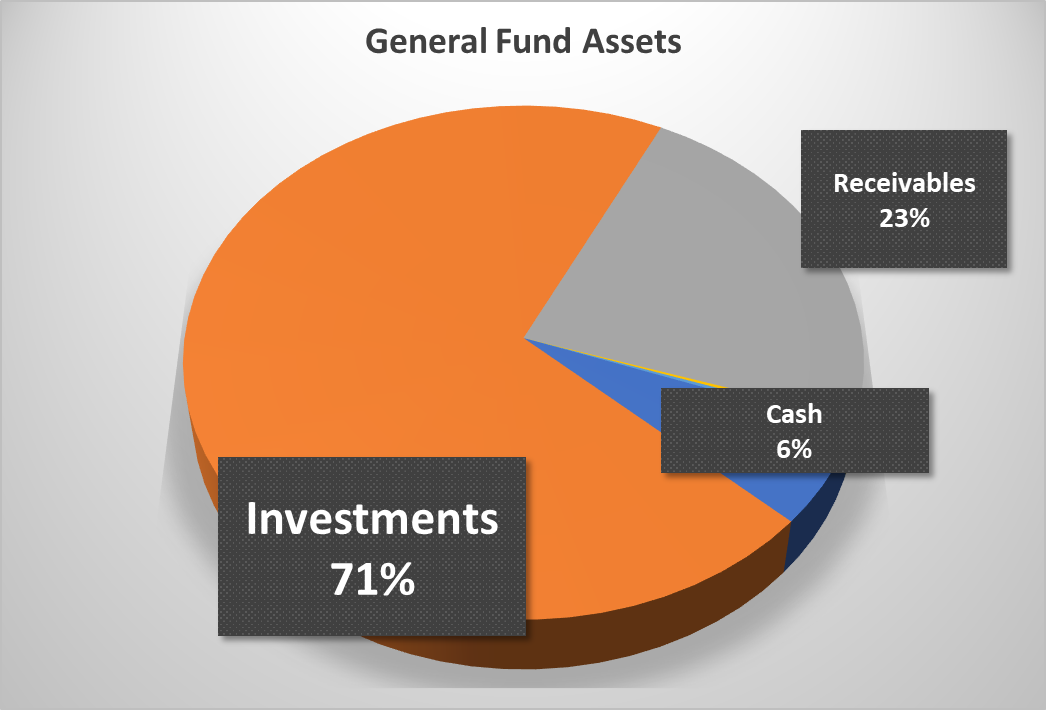 General Fund Assets
Receivables
23%
Cash
6%
Investments
71%